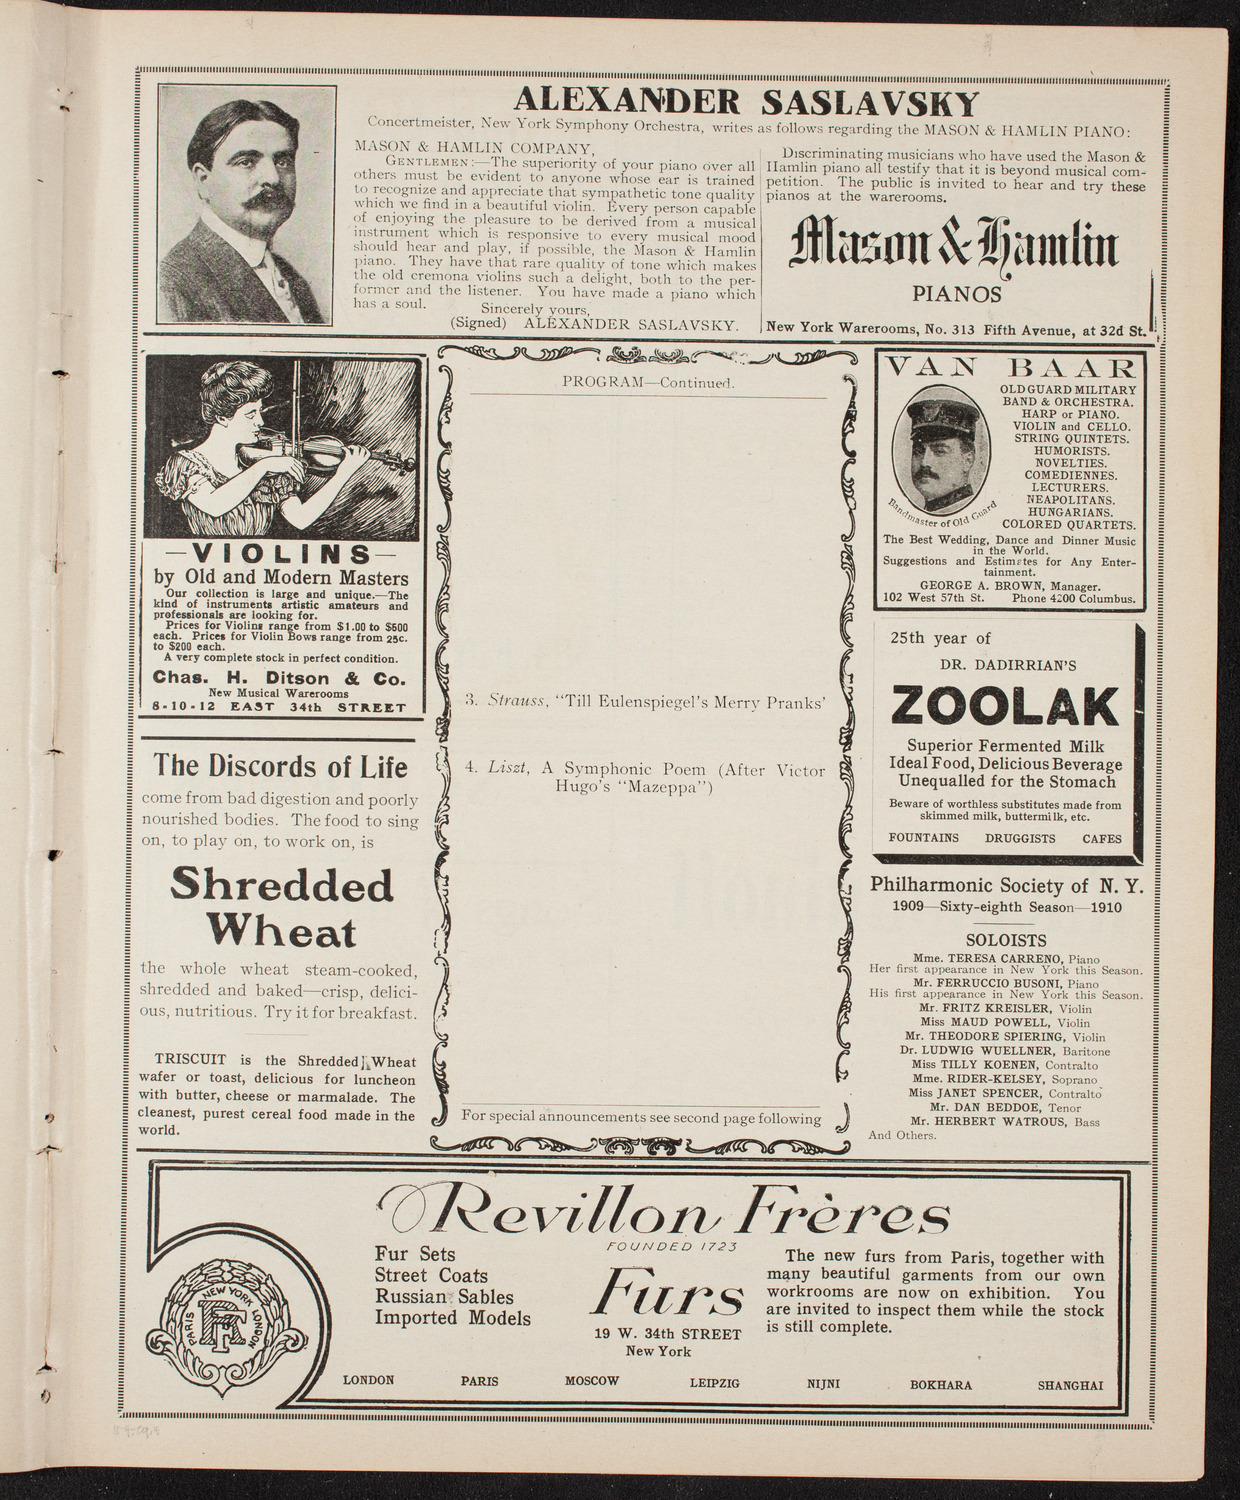 ALEXANDER SASLAVSKY
Concertmeister, New York Symphony Orchestra, writes as follows regarding the MASON & HAMLIN PIANO:
MASON & HAMLIN COMPANY,
GENTLEMEN:—The superiority of your piano over all
others must be evident to anyone whose ear is trained
to recognize and appreciate that sympathetic tone quality
which we find in a beautiful violin. Every person capable
of enjoying the pleasure to be derived from a musical
instrument which is responsive to every musical mood
should hear and play, if possible, the Mason & Hamlin
piano. They have that rare quality of tone which makes
the old cremona violins such a delight, both to the per-
former and the listener. You have made a piano which
has a soul.
Sincerely yours,
(Signed) ALEXANDER SASLAVSKY.
Discriminating musicians who have used the Mason &
Hamlin piano all testify that it is beyond musical com-
petition. The public is invited to hear and try these
pianos at the warerooms.
Mason & Hamlin
PIANOS
New York Warerooms, No. 313 Fifth Avenue, at 32d St.
—VIOLINS—
by Old and Modern Masters
Our collection is large and unique.—The
kind of instruments artistic amateurs and
professionals are looking for.
Prices for Violins range from $1.00 to $500
each. Prices for Violin Bows range from 25c.
to $200 each.
A very complete stock in perfect condition.
Chas. H. Ditson & Co.
New Musical Warerooms
8-10-12 EAST 34th STREET
The Discords of Life
come from bad digestion and poorly
nourished bodies. The food to sing
on, to play on, to work on, is
Shredded
Wheat
the whole wheat steam-cooked,
shredded and baked—crisp, delici-
ous, nutritious. Try it for breakfast.
TRISCUIT is the Shredded Wheat
wafer or toast, delicious for luncheon
with butter, cheese or marmalade. The
cleanest, purest cereal food made in the
world.
PROGRAM—Continued.
3. Strauss, "Till Eulenspiegel's Merry Pranks'
4. Liszt, A Symphonic Poem (After Victor
Hugo's "Mazeppa")
For special announcements see second page following
VAN BAAR
OLD GUARD MILITARY
BAND & ORCHESTRA.
HARP or PIANO.
VIOLIN and CELLO.
STRING QUINTETS.
HUMORISTS.
NOVELTIES.
COMEDIENNES.
LECTURERS.
NEAPOLITANS.
HUNGARIANS.
COLORED QUARTETS.
Bandmaster of Old Guard
The Best Wedding, Dance and Dinner Music
in the World.
Suggestions and Estimates for Any Enter-
tainment.
GEORGE A. BROWN, Manager.
102 West 57th St. Phone 4200 Columbus.
25th year of
DR. DADIRRIAN'S
ZOOLAK
Superior Fermented Milk
Ideal Food, Delicious Beverage
Unequalled for the Stomach
Beware of worthless substitutes made from
skimmed milk, buttermilk, etc.
FOUNTAINS DRUGGISTS CAFES
Philharmonic Society of N. Y.
1909—Sixty-eighth Season—1910
SOLOISTS
Mme. TERESA CARRENO, Piano
Her first appearance in New York this Season.
Mr. FERRUCCIO BUSONI, Piano
His first appearance in New York this Season.
Mr. FRITZ KREISLER, Violin
Miss MAUD POWELL, Violin
Mr. THEODORE SPIERING, Violin
Dr. LUDWIG WUELLNER, Baritone
Miss TILLY KOENEN, Contralto
Mme. RIDER-KELSEY, Soprano
Miss JANET SPENCER, Contralto
Mr. DAN BEDDOE, Tenor
Mr. HERBERT WATROUS, Bass
And Others.
Revillon Frères
FOUNDED 1723
Fur Sets
Street Coats
Russian Sables
Imported Models
Furs
19 W. 34th STREET
New York
The new furs from Paris, together with
many beautiful garments from our own
workrooms are now on exhibition. You
are invited to inspect them while the stock
is still complete.
PARIS NEW YORK LONDON
RF
LONDON PARIS MOSCOW LEIPZIG NIJNI BOKHARA SHANGHAI